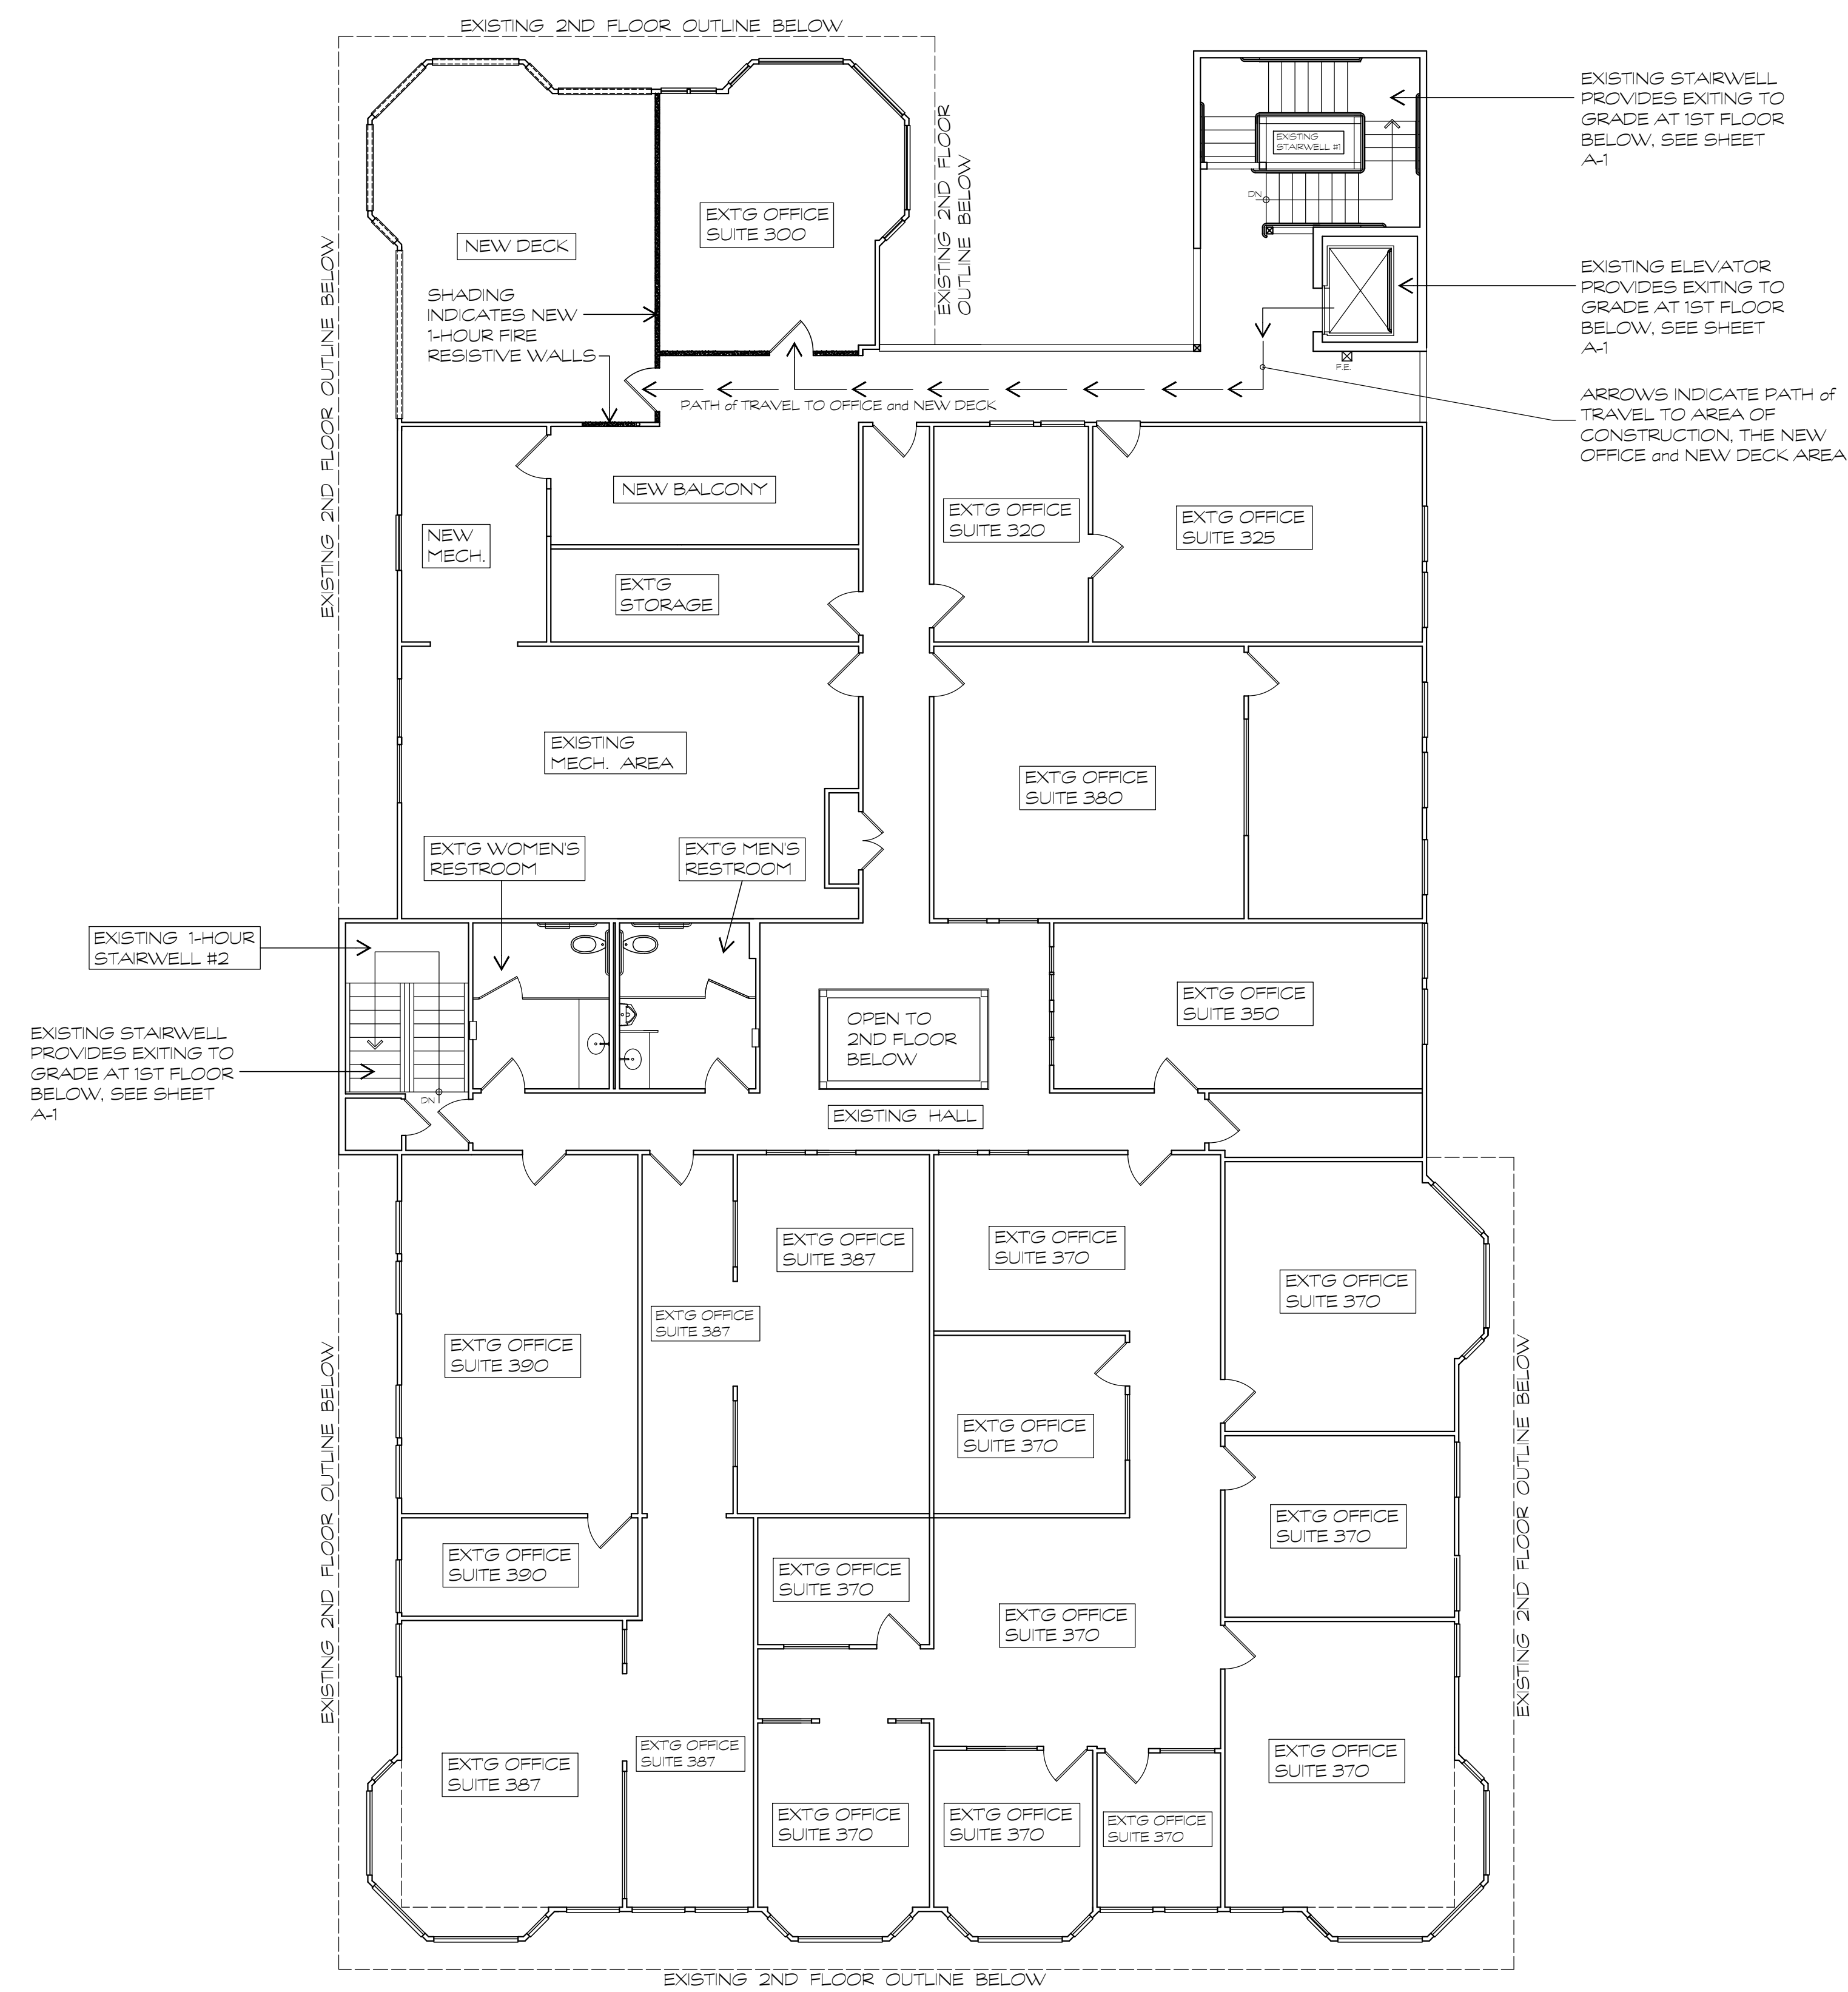 EXISTING 2ND FLOOR OUTLINE BELOW
EXISTING STAIRWELL
PROVIDES EXITING TO
GRADE AT 1ST FLOOR
BELOW, SEE SHEET
A-1
EXISTING
STAIRWELL #1
DN
EXISTING 2ND FLOOR
OUTLINE BELOW
EXTG OFFICE
SUITE 300
NEW DECK
EXISTING 2ND FLOOR OUTLINE BELOW
SHADING
INDICATES NEW
1-HOUR FIRE
RESISTIVE WALLS
EXISTING ELEVATOR
PROVIDES EXITING TO
GRADE AT 1ST FLOOR
BELOW, SEE SHEET
A-1
F.E.
PATH of TRAVEL TO OFFICE and NEW DECK
ARROWS INDICATE PATH of
TRAVEL TO AREA OF
CONSTRUCTION, THE NEW
OFFICE and NEW DECK AREA
NEW BALCONY
NEW
MECH.
EXTG OFFICE
SUITE 320
EXTG OFFICE
SUITE 325
EXTG
STORAGE
EXISTING
MECH. AREA
EXTG OFFICE
SUITE 380
EXTG WOMEN'S
RESTROOM
EXTG MEN'S
RESTROOM
EXISTING 1-HOUR
STAIRWELL #2
EXISTING STAIRWELL
PROVIDES EXITING TO
GRADE AT 1ST FLOOR
BELOW, SEE SHEET
A-1
DN
OPEN TO
2ND FLOOR
BELOW
EXTG OFFICE
SUITE 350
EXISTING HALL
EXTG OFFICE
SUITE 387
EXTG OFFICE
SUITE 370
EXTG OFFICE
SUITE 370
EXTG OFFICE
SUITE 387
EXTG OFFICE
SUITE 390
EXTG OFFICE
SUITE 370
EXISTING 2ND FLOOR OUTLINE BELOW
EXISTING 2ND FLOOR OUTLINE BELOW
EXTG OFFICE
SUITE 370
EXTG OFFICE
SUITE 390
EXTG OFFICE
SUITE 370
EXTG OFFICE
SUITE 370
EXTG OFFICE
SUITE 387
EXTG OFFICE
SUITE 387
EXTG OFFICE
SUITE 370
EXTG OFFICE
SUITE 370
EXTG OFFICE
SUITE 370
EXTG OFFICE
SUITE 370
EXISTING 2ND FLOOR OUTLINE BELOW